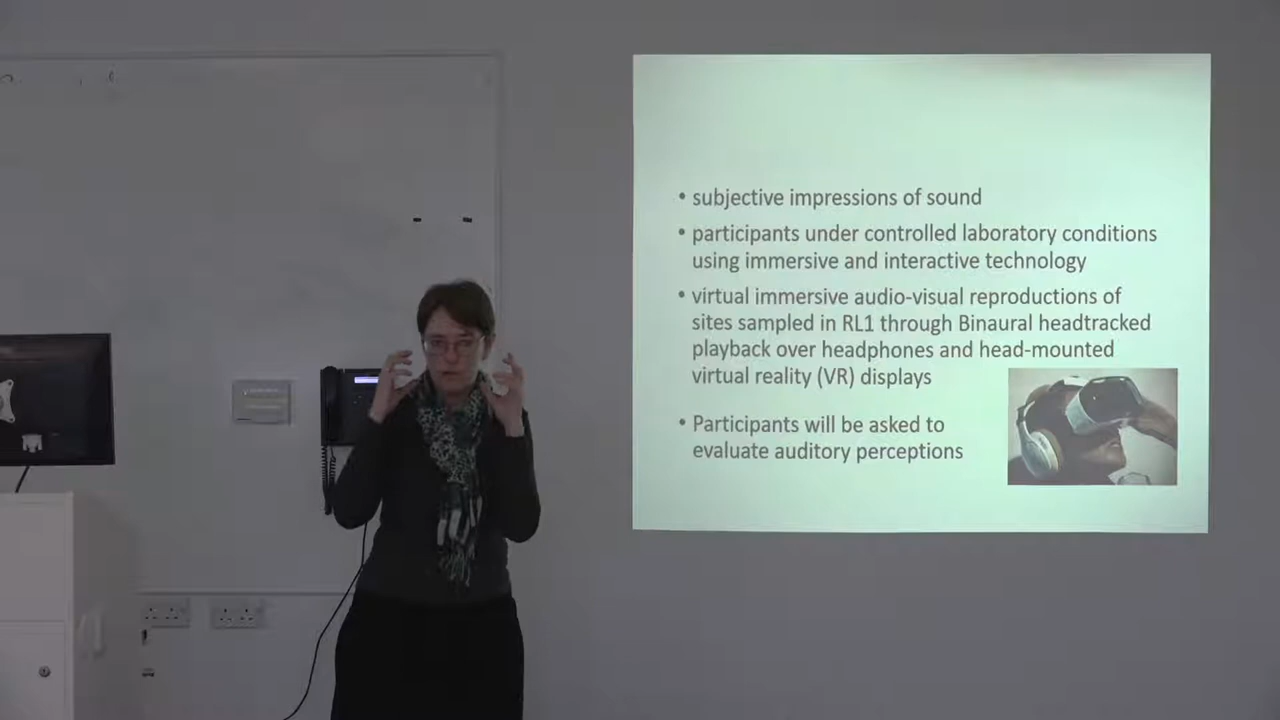 • subjective impressions of sound
• participants under controlled laboratory conditions
using immersive and interactive technology
• virtual immersive audio-visual reproductions of
sites sampled in RL1 through Binaural headtracked
playback over headphones and head-mounted
virtual reality (VR) displays
• Participants will be asked to
evaluate auditory perceptions